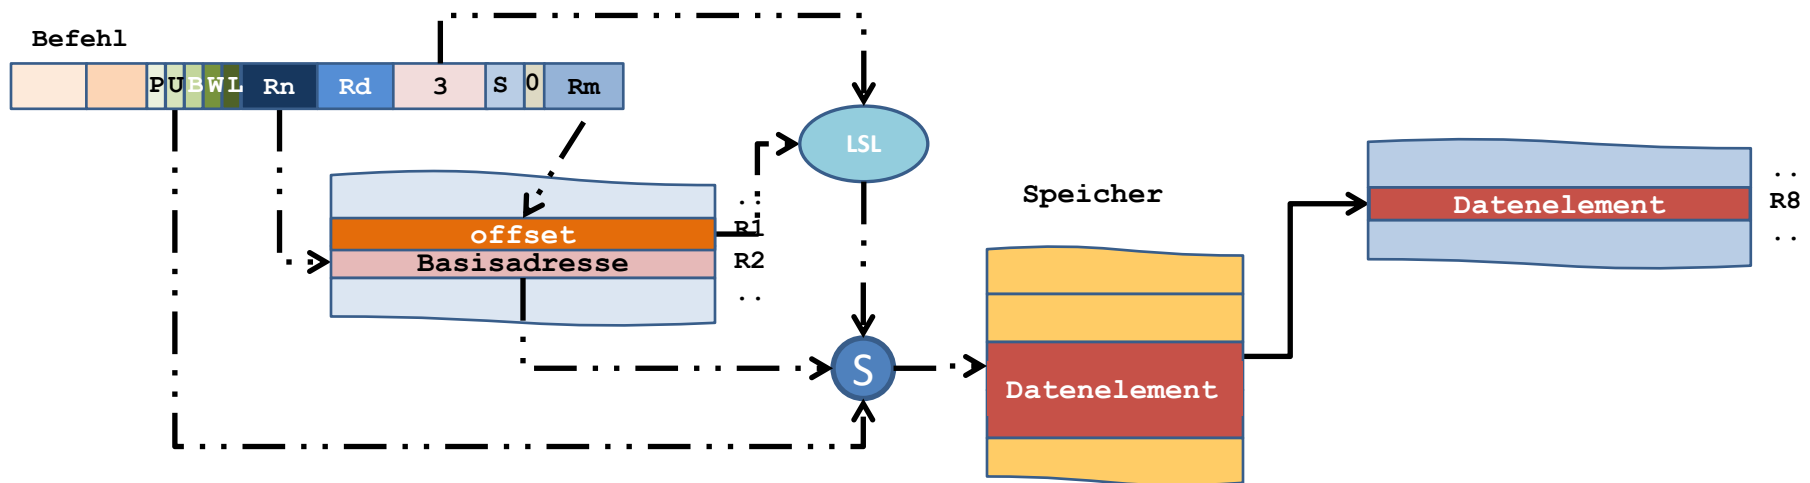 Befehl
P U B W L Rn Rd 3 S 0 Rm
LSL
..
offset R1
Basisadresse R2
..
S
Speicher
Datenelement
..
Datenelement R8
..